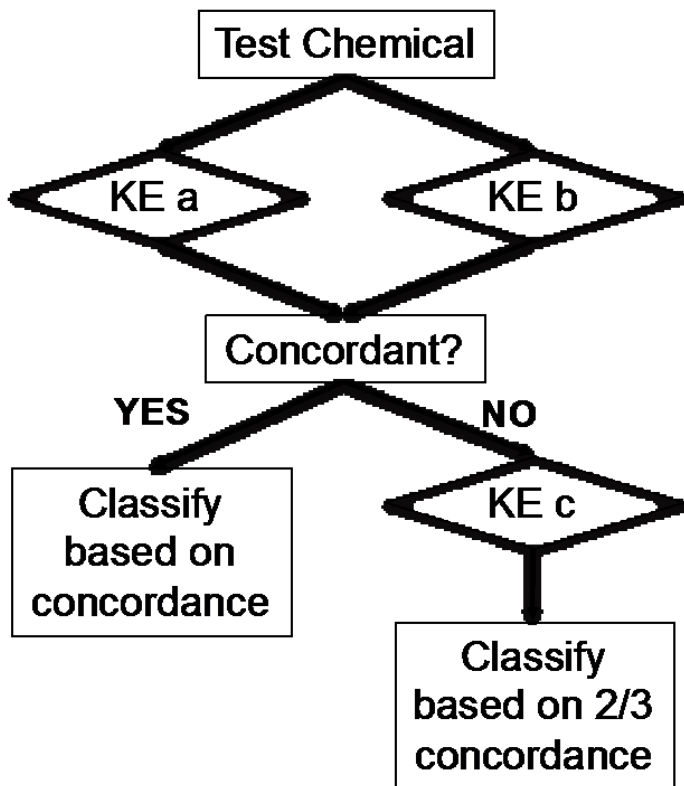 Test Chemical
KE a
KE b
Concordant?
YES
NO
Classify
based on
concordance
KE c
Classify
based on 2/3
concordance